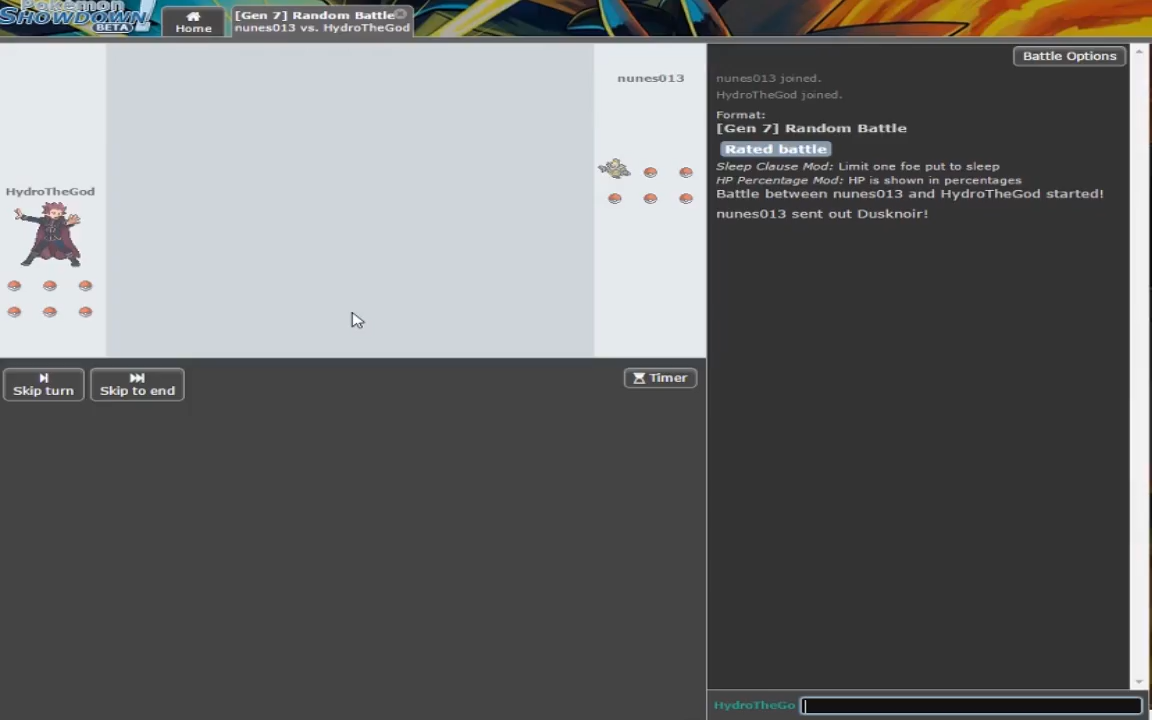 Pokémon
SHOWDOWN
BETA
Home
[Gen 7] Random Battle
nunes013 vs. HydroTheGod
Battle Options
nunes013
HydroTheGod
nunes013 joined.
HydroTheGod joined.
Format:
[Gen 7] Random Battle
Rated battle
Sleep Clause Mod: Limit one foe put to sleep
HP Percentage Mod: HP is shown in percentages
Battle between nunes013 and HydroTheGod started!
nunes013 sent out Dusknoir!
Skip turn
Skip to end
Timer
HydroTheGo